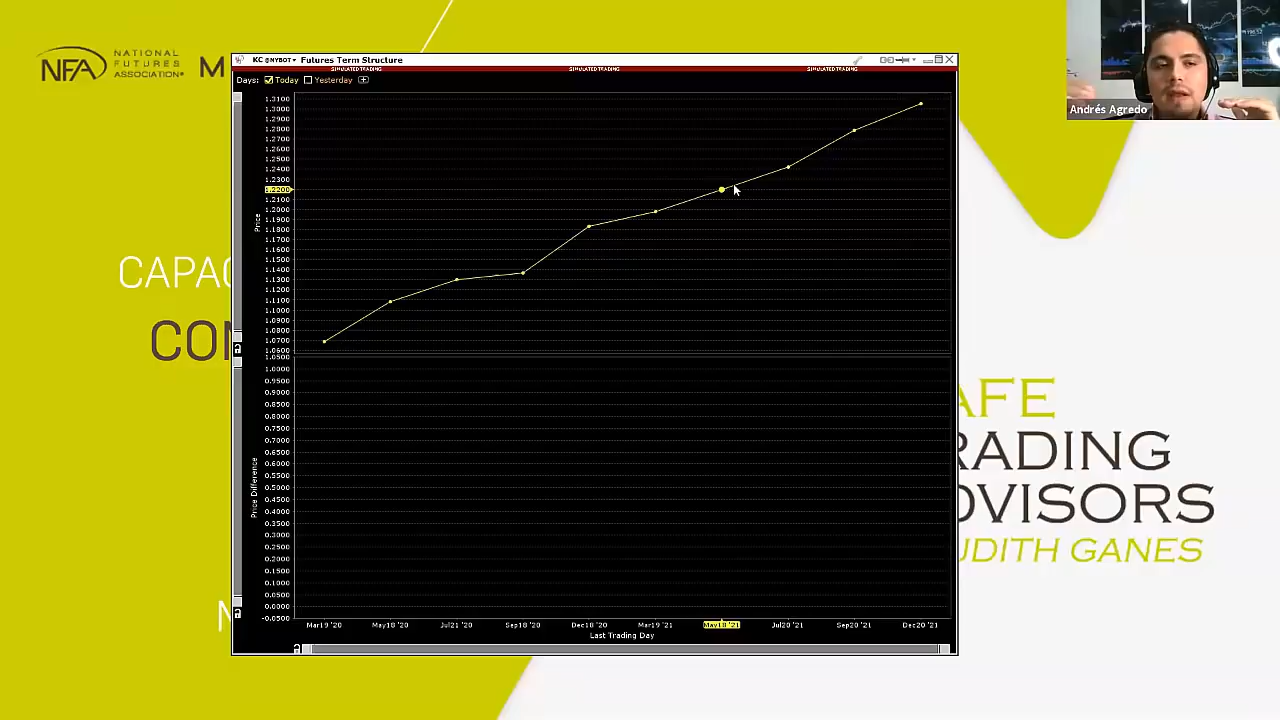 NFA
NATIONAL
FUTURES
ASSOCIATION®
M
CAPAC
CON
N
KC @NYBOT Futures Term Structure
SIMULATED TRADING SIMULATED TRADING SIMULATED TRADING
Days: Today Yesterday
1.3100
1.3000
1.2900
1.2800
1.2700
1.2600
1.2500
1.2400
1.2300
1.2200
1.2100
1.2000
1.1900
1.1800
1.1700
1.1600
1.1500
1.1400
1.1300
1.1200
1.1100
1.1000
1.0900
1.0800
1.0700
1.0600
Price
1.0500
1.0000
0.9500
0.9000
0.8500
0.8000
0.7500
0.7000
0.6500
0.6000
0.5500
0.5000
0.4500
0.4000
0.3500
0.3000
0.2500
0.2000
0.1500
0.1000
0.0500
-0.0000
-0.0500
Price Difference
Mar19 '20 May18 '20 Jul21 '20 Sep18 '20 Dec18 '20 Mar19 '21 May18 '21 Jul20 '21 Sep20 '21 Dec20 '21
Last Trading Day
Andrés Agredo
AFE
RADING
DVISORS
JDITH GANES